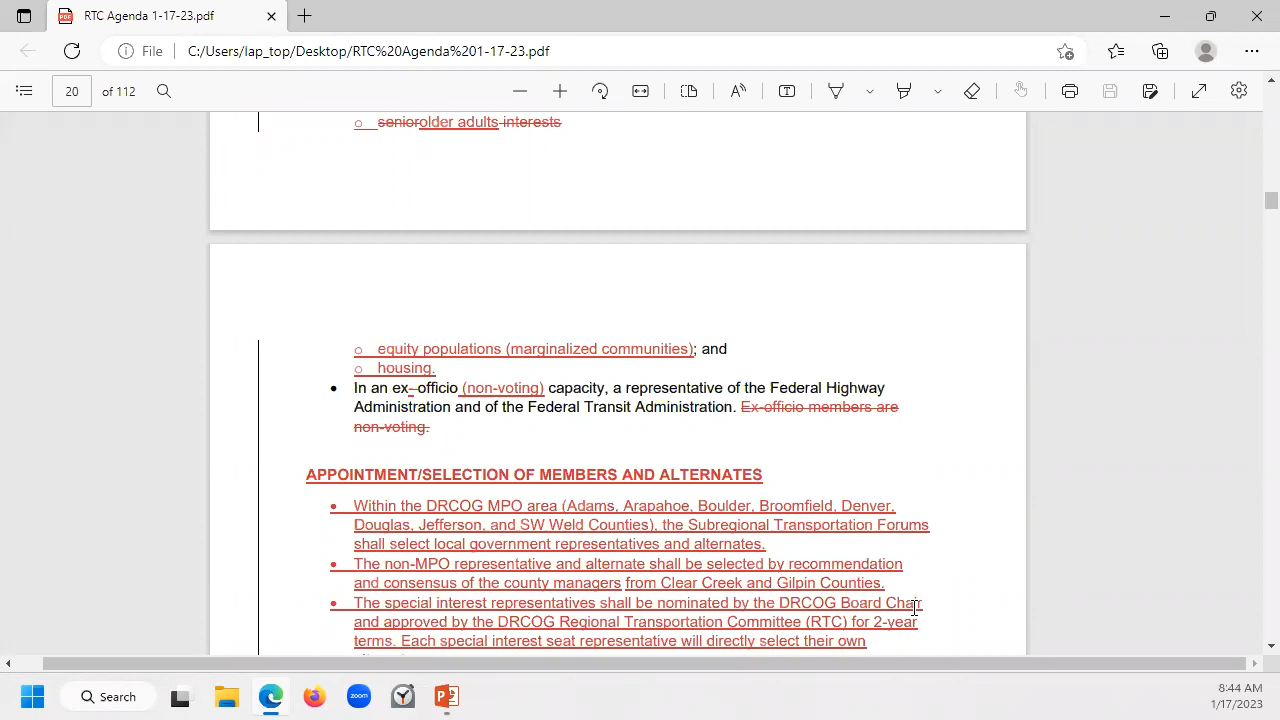 RTC Agenda 1-17-23.pdf
File C:/Users/lap_top/Desktop/RTC%20Agenda%201-17-23.pdf
20 of 112
seniorolder adults interests
equity populations (marginalized communities); and
housing.
In an ex--officio (non-voting) capacity, a representative of the Federal Highway
Administration and of the Federal Transit Administration. Ex-officio members are
non-voting.
APPOINTMENT/SELECTION OF MEMBERS AND ALTERNATES
Within the DRCOG MPO area (Adams, Arapahoe, Boulder, Broomfield, Denver,
Douglas, Jefferson, and SW Weld Counties), the Subregional Transportation Forums
shall select local government representatives and alternates.
The non-MPO representative and alternate shall be selected by recommendation
and consensus of the county managers from Clear Creek and Gilpin Counties.
The special interest representatives shall be nominated by the DRCOG Board Chair
and approved by the DRCOG Regional Transportation Committee (RTC) for 2-year
terms. Each special interest seat representative will directly select their own
Search
zoom
8:44 AM
1/17/2023